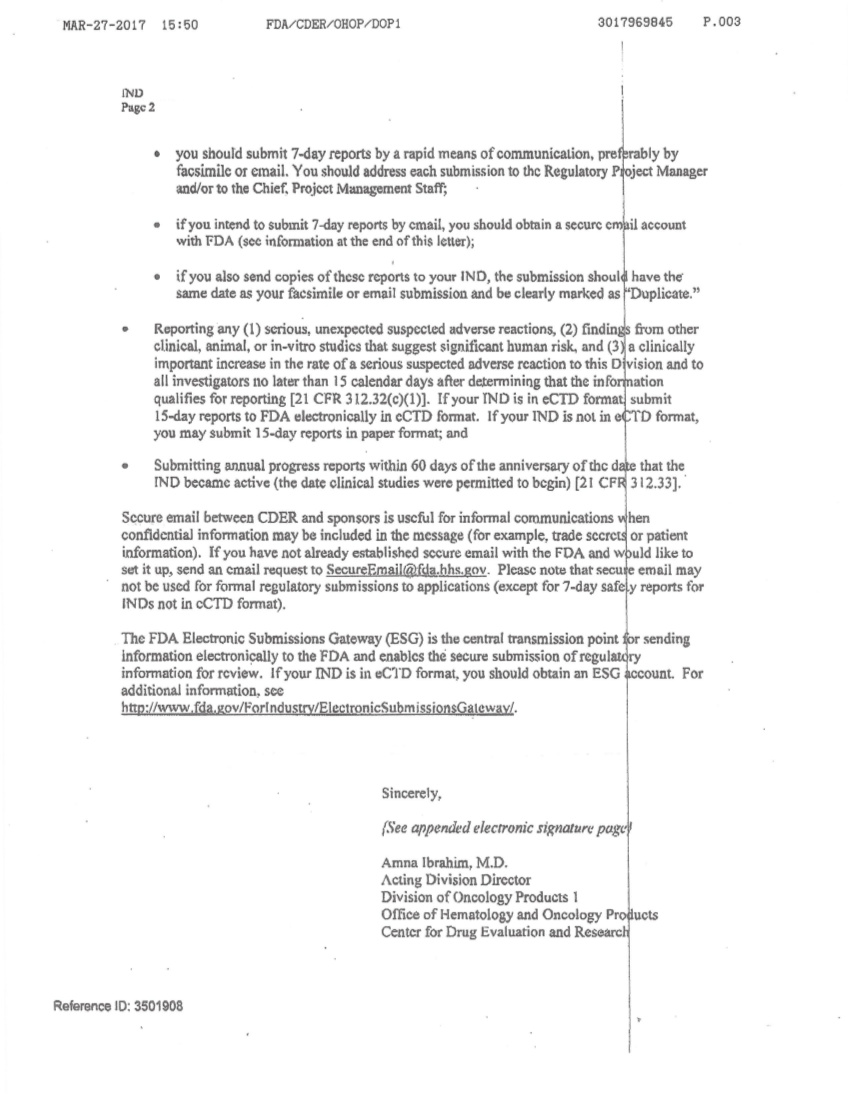 MAR-27-2017 15:50 FDA/CDER/OHOP/DOP1 3017969845 P.003
IND
Page 2
• you should submit 7-day reports by a rapid means of communication, preferably by
facsimile or email. You should address each submission to the Regulatory Project Manager
and/or to the Chief, Project Management Staff;
• if you intend to submit 7-day reports by email, you should obtain a secure email account
with FDA (see information at the end of this letter);
• if you also send copies of these reports to your IND, the submission should have the
same date as your facsimile or email submission and be clearly marked as “Duplicate.”
• Reporting any (1) serious, unexpected suspected adverse reactions, (2) findings from other
clinical, animal, or in-vitro studies that suggest significant human risk, and (3) a clinically
important increase in the rate of a serious suspected adverse reaction to this Division and to
all investigators no later than 15 calendar days after determining that the information
qualifies for reporting [21 CFR 312.32(c)(1)]. If your IND is in eCTD format, submit
15-day reports to FDA electronically in eCTD format. If your IND is not in eCTD format,
you may submit 15-day reports in paper format; and
• Submitting annual progress reports within 60 days of the anniversary of the date that the
IND became active (the date clinical studies were permitted to begin) [21 CFR 312.33].
Secure email between CDER and sponsors is useful for informal communications when
confidential information may be included in the message (for example, trade secrets or patient
information). If you have not already established secure email with the FDA and would like to
set it up, send an email request to SecureEmail@fda.hhs.gov. Please note that secure email may
not be used for formal regulatory submissions to applications (except for 7-day safety reports for
INDs not in eCTD format).
The FDA Electronic Submissions Gateway (ESG) is the central transmission point for sending
information electronically to the FDA and enables the secure submission of regulatory
information for review. If your IND is in eCTD format, you should obtain an ESG account. For
additional information, see
http://www.fda.gov/ForIndustry/ElectronicSubmissionsGateway/.
Sincerely,
{See appended electronic signature page}
Amna Ibrahim, M.D.
Acting Division Director
Division of Oncology Products 1
Office of Hematology and Oncology Products
Center for Drug Evaluation and Research
Reference ID: 3501908